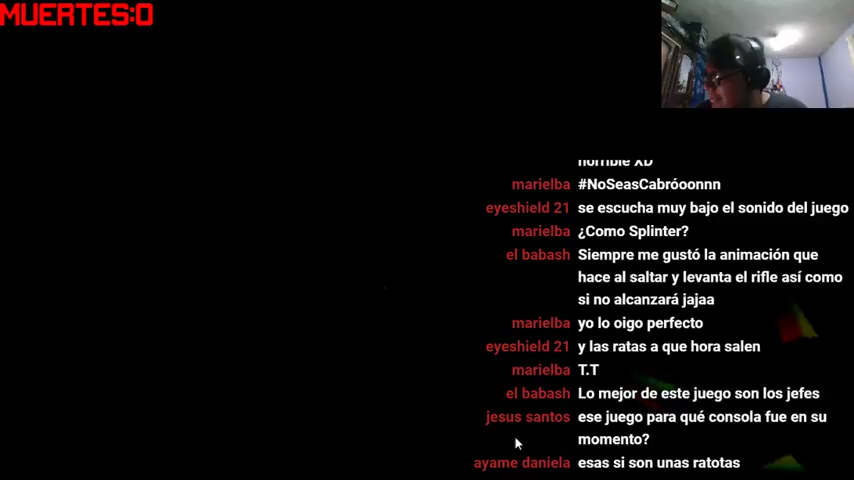 MUERTES:0
horrible XD
marielba #NoSeasCabróoonnn
eyeshield 21 se escucha muy bajo el sonido del juego
marielba ¿Como Splinter?
el babash Siempre me gustó la animación que
hace al saltar y levanta el rifle así como
si no alcanzará jajaa
marielba yo lo oigo perfecto
eyeshield 21 y las ratas a que hora salen
marielba T.T
el babash Lo mejor de este juego son los jefes
jesus santos ese juego para qué consola fue en su
momento?
ayame daniela esas si son unas ratotas